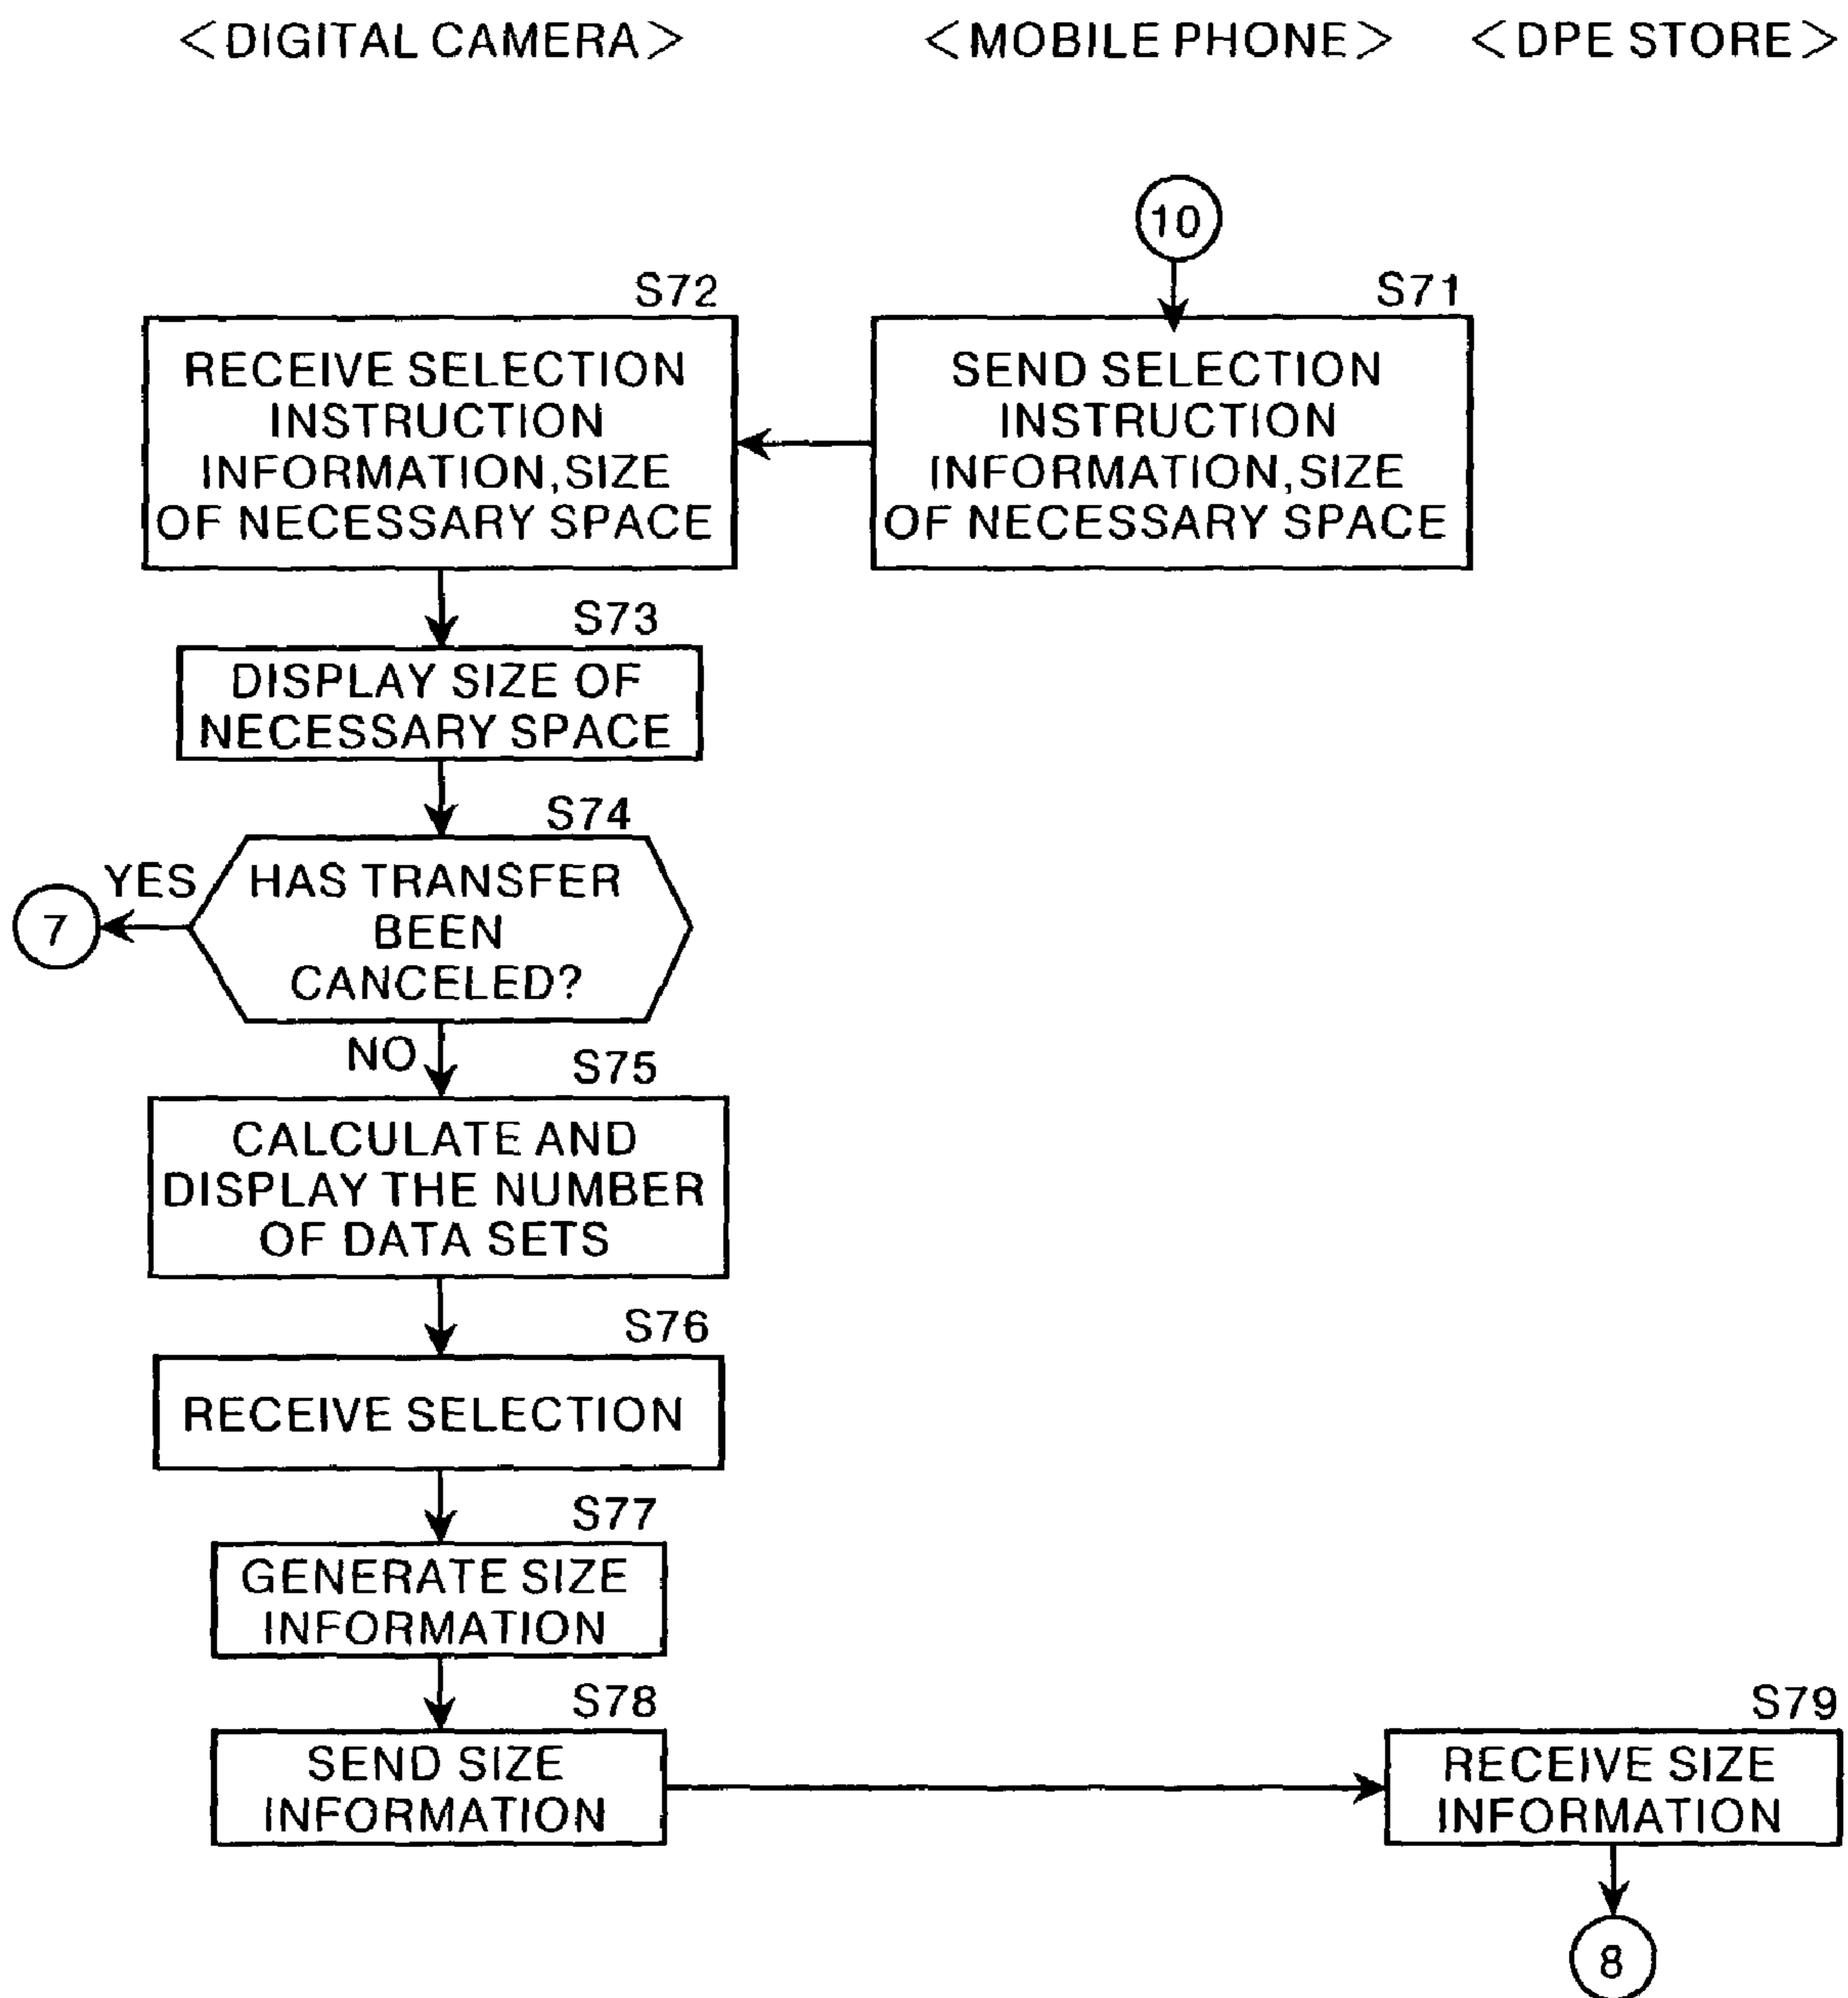 <DIGITAL CAMERA> <MOBILE PHONE> <DPE STORE>
10
S72
RECEIVE SELECTION
INSTRUCTION
INFORMATION,SIZE
OF NECESSARY SPACE
S71
SEND SELECTION
INSTRUCTION
INFORMATION,SIZE
OF NECESSARY SPACE
S73
DISPLAY SIZE OF
NECESSARY SPACE
S74
HAS TRANSFER
BEEN
CANCELED?
YES
7
NO
S75
CALCULATE AND
DISPLAY THE NUMBER
OF DATA SETS
S76
RECEIVE SELECTION
S77
GENERATE SIZE
INFORMATION
S78
SEND SIZE
INFORMATION
S79
RECEIVE SIZE
INFORMATION
8